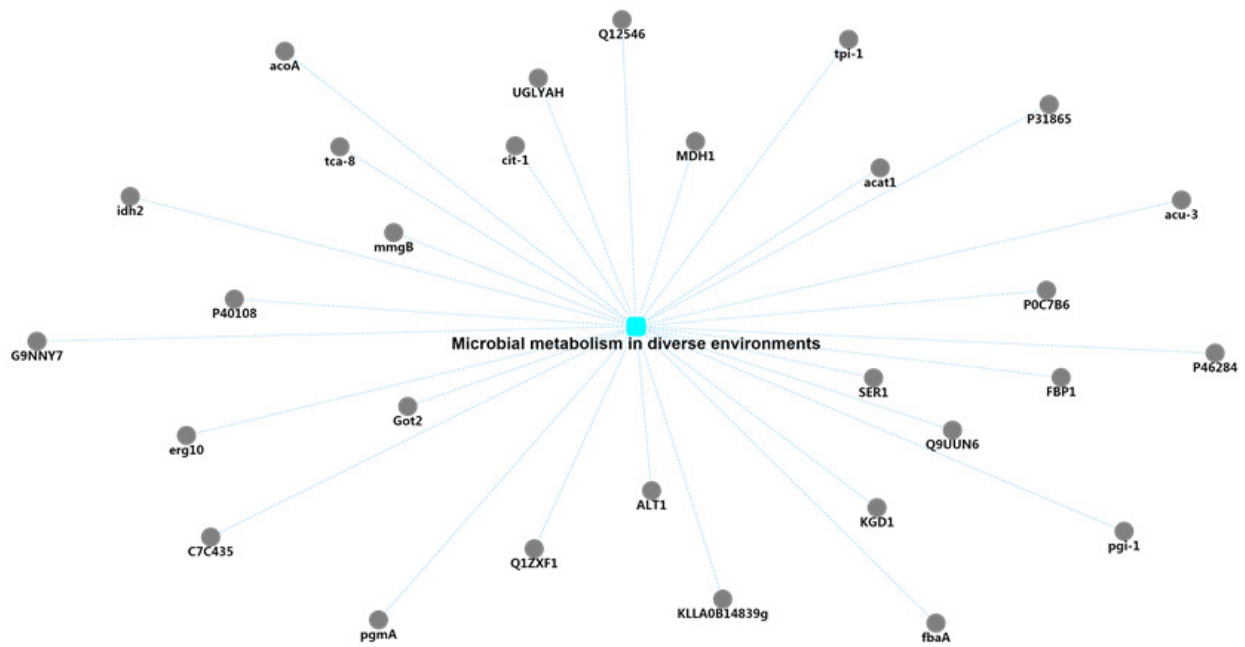 Q12546
tpi-1
acoA
UGLYAH
P31865
tca-8
cit-1
MDH1
acat1
idh2
acu-3
mmgB
P40108
P0C7B6
G9NNY7
Microbial metabolism in diverse environments
P46284
SER1
FBP1
Got2
erg10
Q9UUN6
ALT1
KGD1
C7C435
Q1ZXF1
pgi-1
KLLA0B14839g
pgmA
fbaA